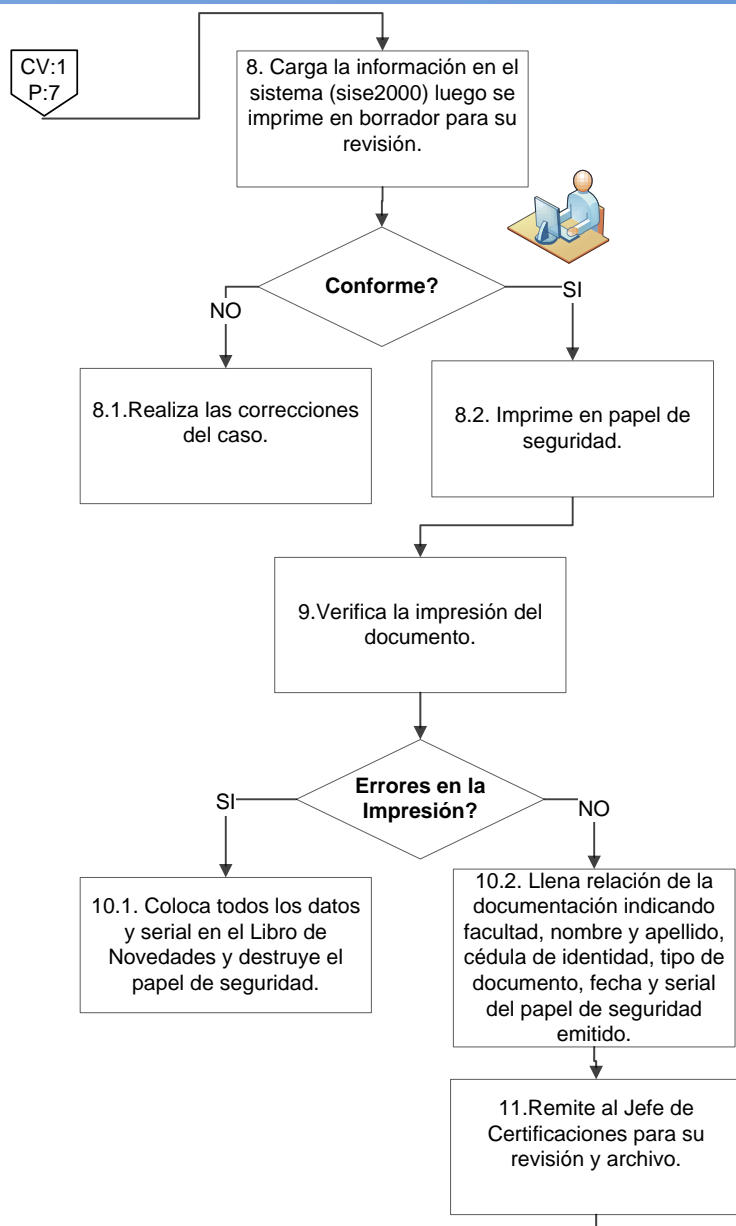 CV:1
P:7
8. Carga la información en el
sistema (sise2000) luego se
imprime en borrador para su
revisión.
Conforme?
NO
SI
8.1.Realiza las correcciones
del caso.
8.2. Imprime en papel de
seguridad.
9.Verifica la impresión del
documento.
Errores en la
Impresión?
SI
NO
10.1. Coloca todos los datos
y serial en el Libro de
Novedades y destruye el
papel de seguridad.
10.2. Llena relación de la
documentación indicando
facultad, nombre y apellido,
cédula de identidad, tipo de
documento, fecha y serial
del papel de seguridad
emitido.
11.Remite al Jefe de
Certificaciones para su
revisión y archivo.